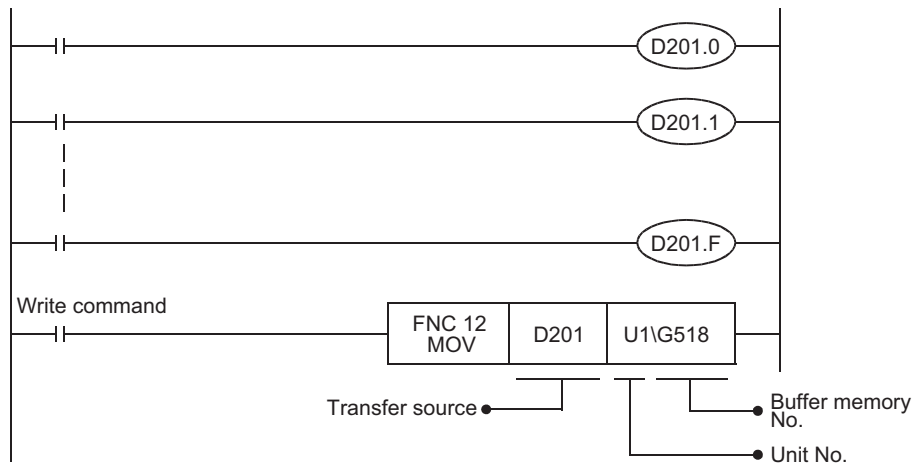 D201.0
D201.1
D201.F
Write command
FNC 12
MOV
D201
U1\G518
Transfer source
Buffer memory
No.
Unit No.